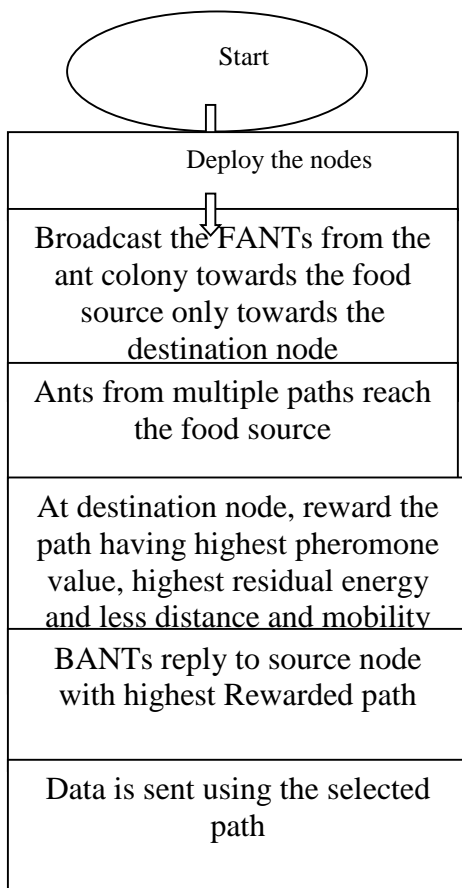 Start
Deploy the nodes
Broadcast the FANTs from the
ant colony towards the food
source only towards the
destination node
Ants from multiple paths reach
the food source
At destination node, reward the
path having highest pheromone
value, highest residual energy
and less distance and mobility
BANTs reply to source node
with highest Rewarded path
Data is sent using the selected
path